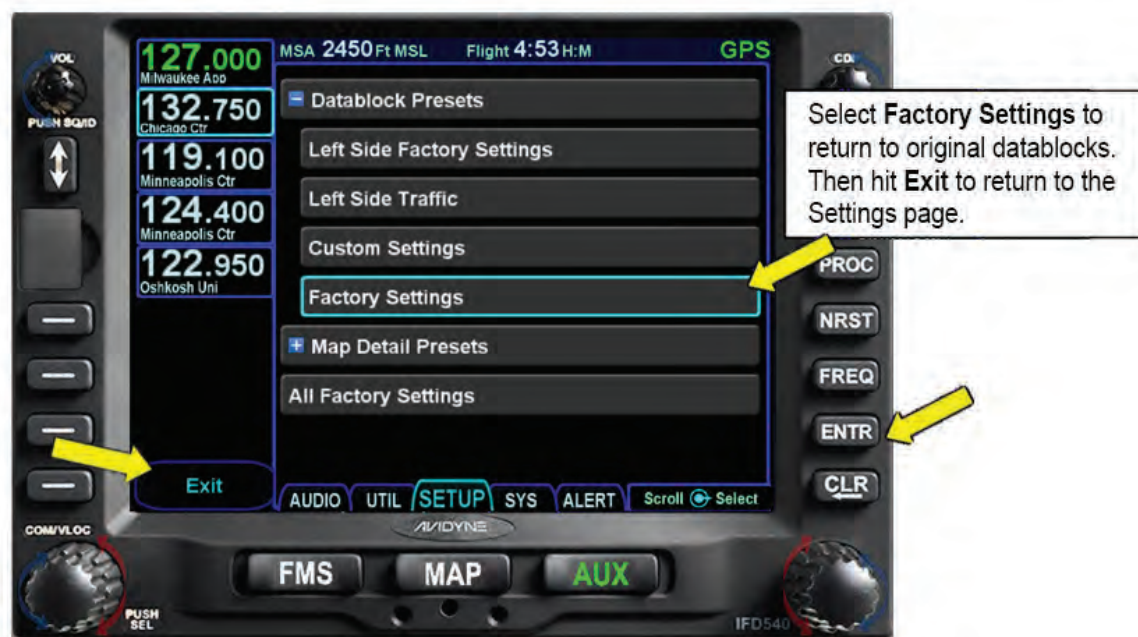 VOL
PUSH SQ/ID
127.000
Milwaukee App
132.750
Chicago Ctr
119.100
Minneapolis Ctr
124.400
Minneapolis Ctr
122.950
Oshkosh Uni
Exit
MSA 2450 Ft MSL Flight 4:53 H:M GPS
Datablock Presets
Left Side Factory Settings
Left Side Traffic
Custom Settings
Factory Settings
Map Detail Presets
All Factory Settings
AUDIO UTIL SETUP SYS ALERT Scroll Select
Select Factory Settings to
return to original datablocks.
Then hit Exit to return to the
Settings page.
PROC
NRST
FREQ
ENTR
CLR
COM/VLOC
PUSH
SEL
AVIDYNE
FMS MAP AUX
IFD540